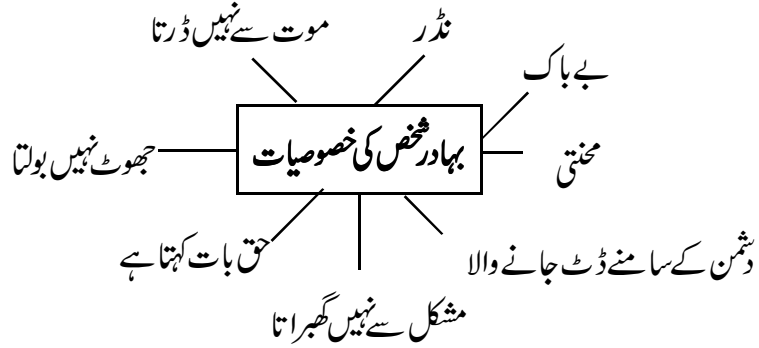 موت سے نہیں ڈرتا
نڈر
بے باک
بہادر شخص کی خصوصیات
محنتی
جھوٹ نہیں بولتا
حق بات کہتا ہے
دشمن کے سامنے ڈٹ جانے والا
مشکل سے نہیں گھبراتا